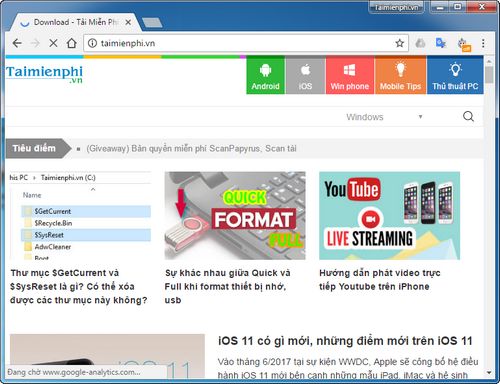 Taimienphi.vn
Download - Tải Miễn Phí
taimienphi.vn
off
Taimienphi
.vn
Android
iOS
Win phone
Mobile Tips
Thủ thuật PC
Windows
Tiêu điểm
(Giveaway) Bản quyền miễn phí ScanPapyrus, Scan tài
his PC > Taimienphi.vn (C:)
Name
$GetCurrent
$Recycle.Bin
$SysReset
AdwCleaner
Boot
QUICK
FORMAT
FULL
YouTube
LIVE STREAMING
Thư mục $GetCurrent và
$SysReset là gì? Có thể xóa
được các thư mục này không?
Sự khác nhau giữa Quick và
Full khi format thiết bị nhớ,
usb
Hướng dẫn phát video trực
tiếp Youtube trên iPhone
iOS 11 có gì mới, những điểm mới trên iOS 11
Vào tháng 6/2017 tại sự kiện WWDC, Apple sẽ công bố hệ điều
hành iOS 11 mới bên cạnh những mẫu iPad, iMac và hệ sinh
Đang chờ www.google-analytics.com...